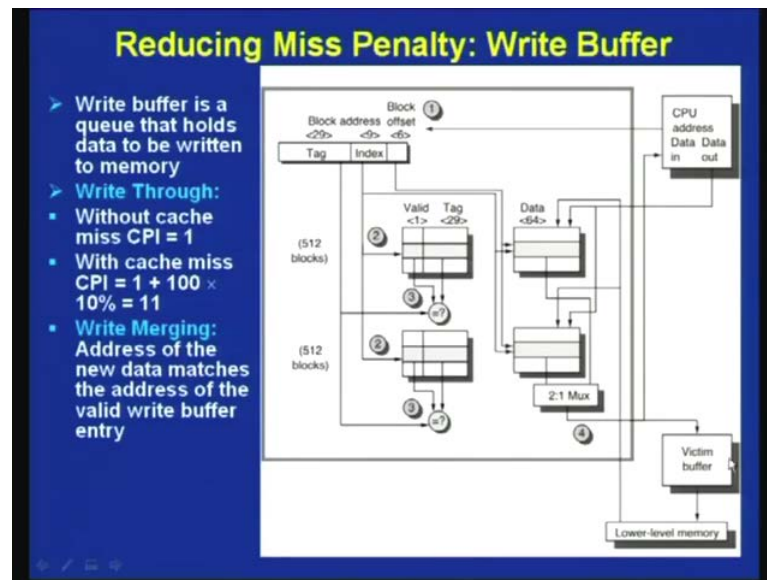 Reducing Miss Penalty: Write Buffer
Write buffer is a
queue that holds
data to be written
to memory
Write Through:
Without cache
miss CPI = 1
With cache miss
CPI = 1 + 100 ×
10% = 11
Write Merging:
Address of the
new data matches
the address of the
valid write buffer
entry
Block
Block address offset
<29> <9> <6>
Tag Index
1
CPU
address
Data Data
in out
Valid Tag
<1> <29>
Data
<64>
(512
blocks)
2
3
=?
(512
blocks)
2
3
=?
2:1 Mux
4
Victim
buffer
Lower-level memory